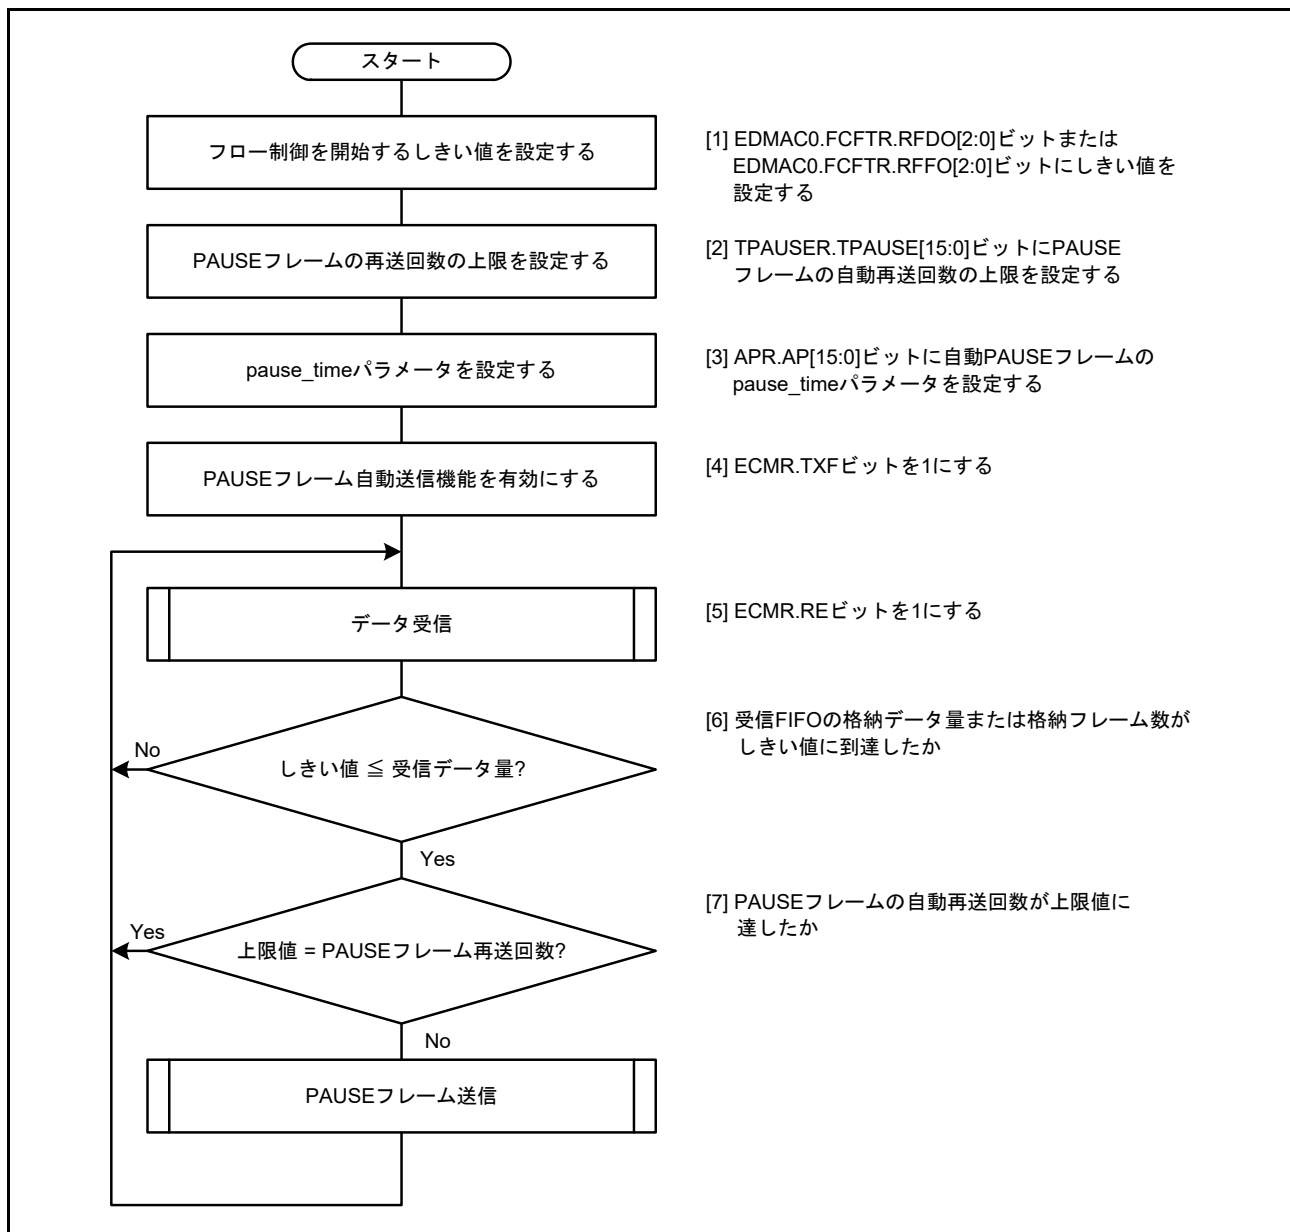 スタート
フロー制御を開始するしきい値を設定する
[1] EDMAC0.FCFTR.RFDO[2:0]ビットまたは
EDMAC0.FCFTR.RFFO[2:0]ビットにしきい値を
設定する
PAUSEフレームの再送回数の上限を設定する
[2] TPAUSER.TPAUSE[15:0]ビットにPAUSE
フレームの自動再送回数の上限を設定する
pause_timeパラメータを設定する
[3] APR.AP[15:0]ビットに自動PAUSEフレームの
pause_timeパラメータを設定する
PAUSEフレーム自動送信機能を有効にする
[4] ECMR.TXFビットを1にする
データ受信
[5] ECMR.REビットを1にする
しきい値 ≦ 受信データ量?
[6] 受信FIFOの格納データ量または格納フレーム数が
しきい値に到達したか
No
Yes
上限値 = PAUSEフレーム再送回数?
[7] PAUSEフレームの自動再送回数が上限値に
達したか
Yes
No
PAUSEフレーム送信